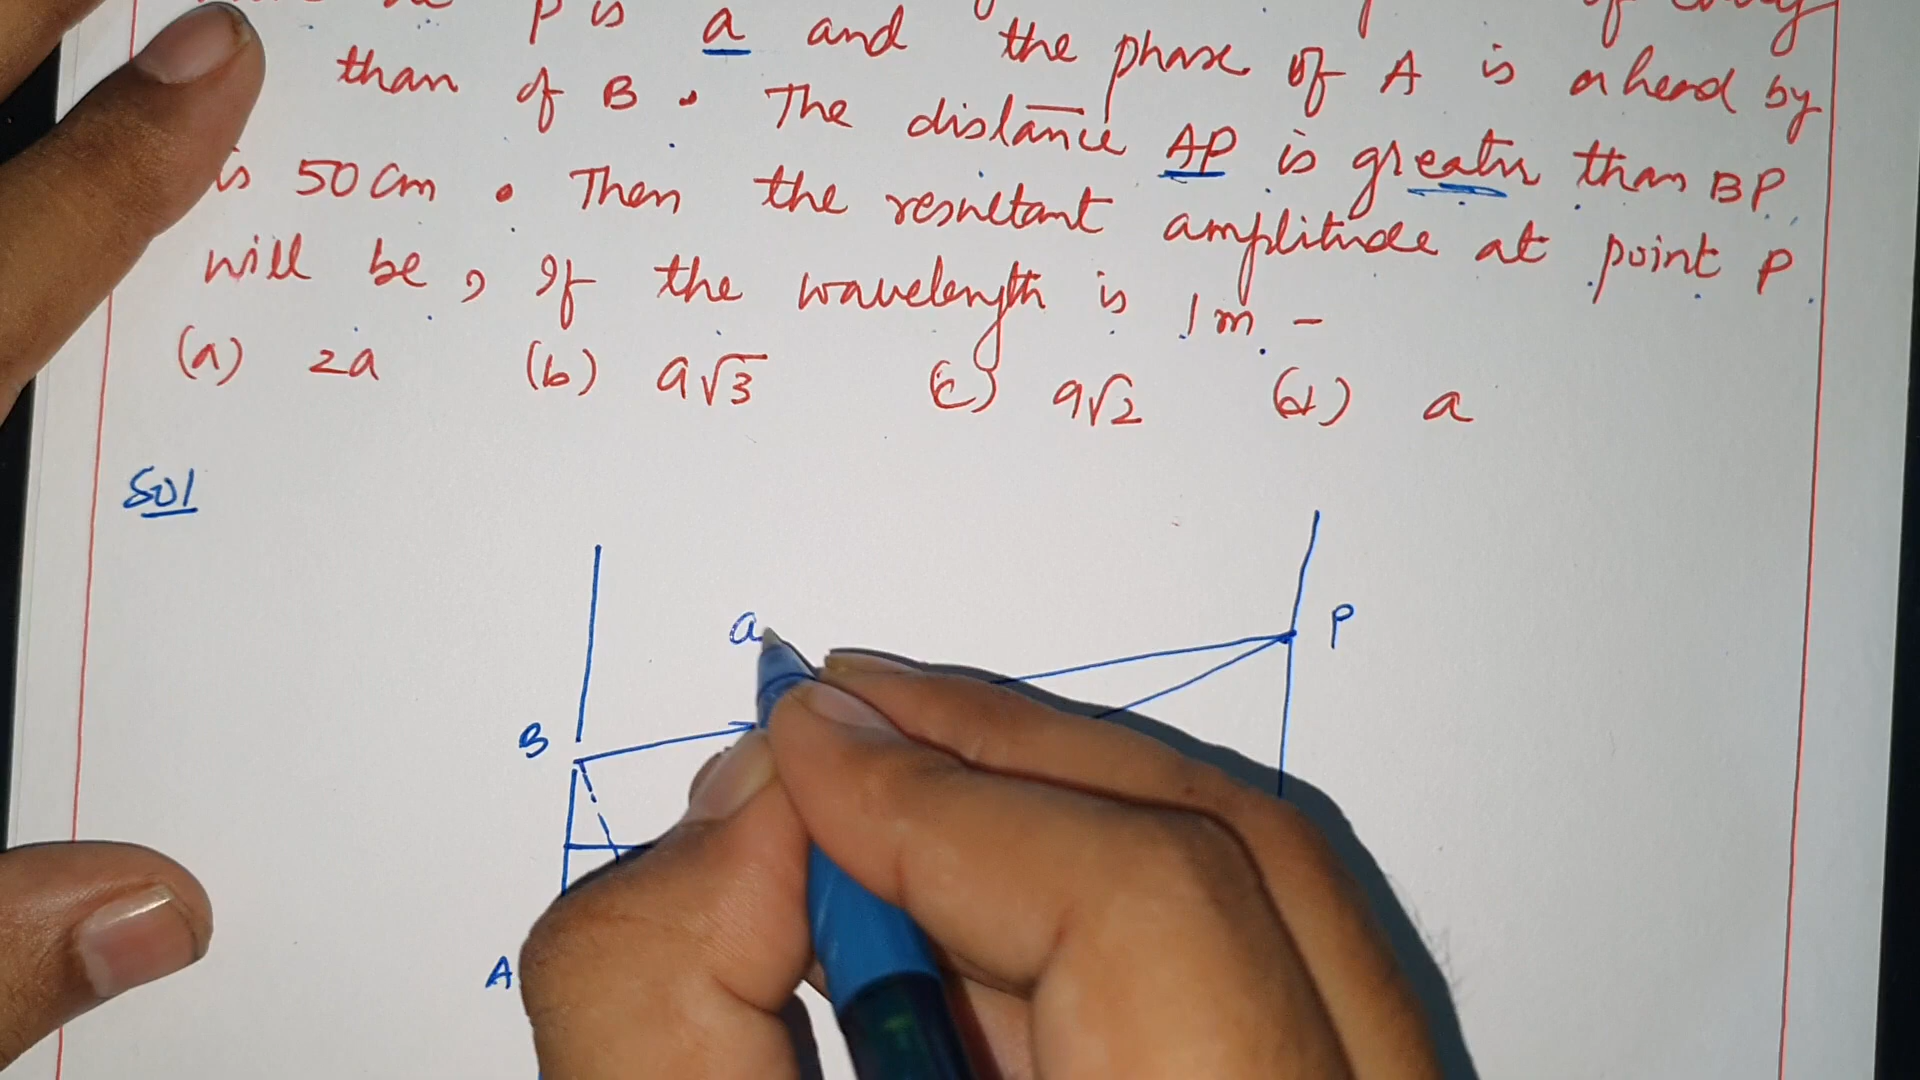 P is a and the phase of A is ahead by
than of B. The distance AP is greater than BP
is 50 cm. Then the resultant amplitude at point P
will be, If the wavelength is 1m -
(a) 2a (b) a√3 (c) a√2 (d) a
Sol
a
P
B
A